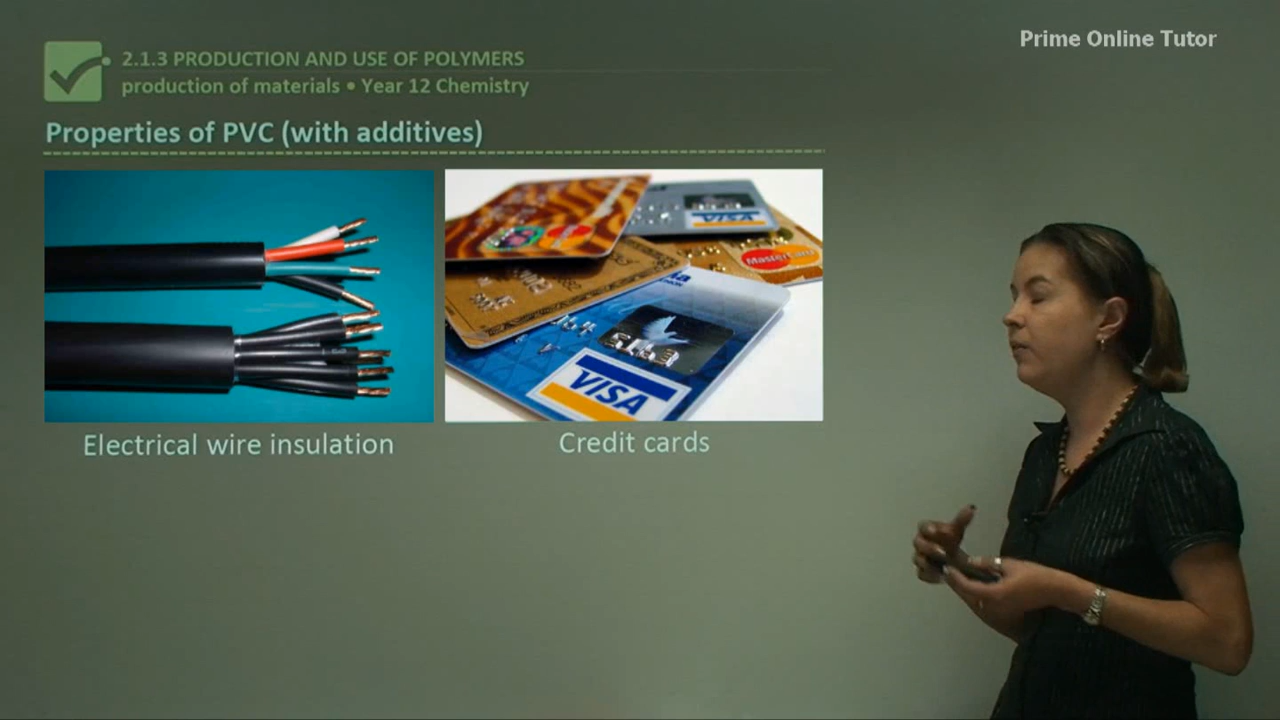 Prime Online Tutor
2.1.3 PRODUCTION AND USE OF POLYMERS
production of materials • Year 12 Chemistry
Properties of PVC (with additives)
VISA
MasterCard
VISA
Electrical wire insulation
Credit cards